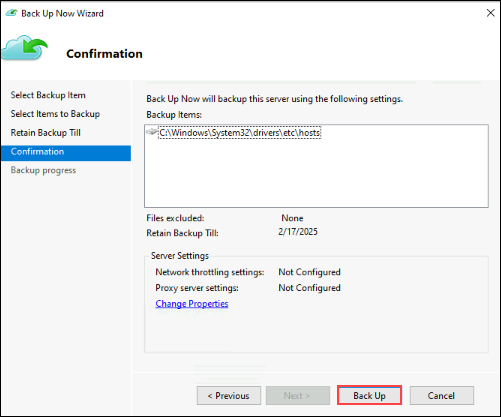 Back Up Now Wizard
Confirmation
Select Backup Item
Select Items to Backup
Retain Backup Till
Confirmation
Backup progress
Back Up Now will backup this server using the following settings.
Backup Items:
C:\Windows\System32\drivers\etc\hosts
Files excluded: None
Retain Backup Till: 2/17/2025
Server Settings
Network throttling settings: Not Configured
Proxy server settings: Not Configured
Change Properties
< Previous Next > Back Up Cancel